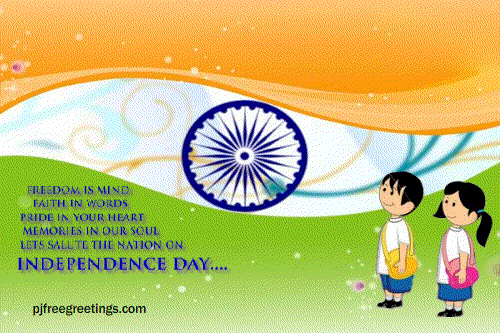 FREEDOM IS MIND
FAITH IN WORDS
PRIDE IN YOUR HEART
MEMORIES IN OUR SOUL
LETS SALUTE THE NATION ON
INDEPENDENCE DAY....
pjfreegreetings.com